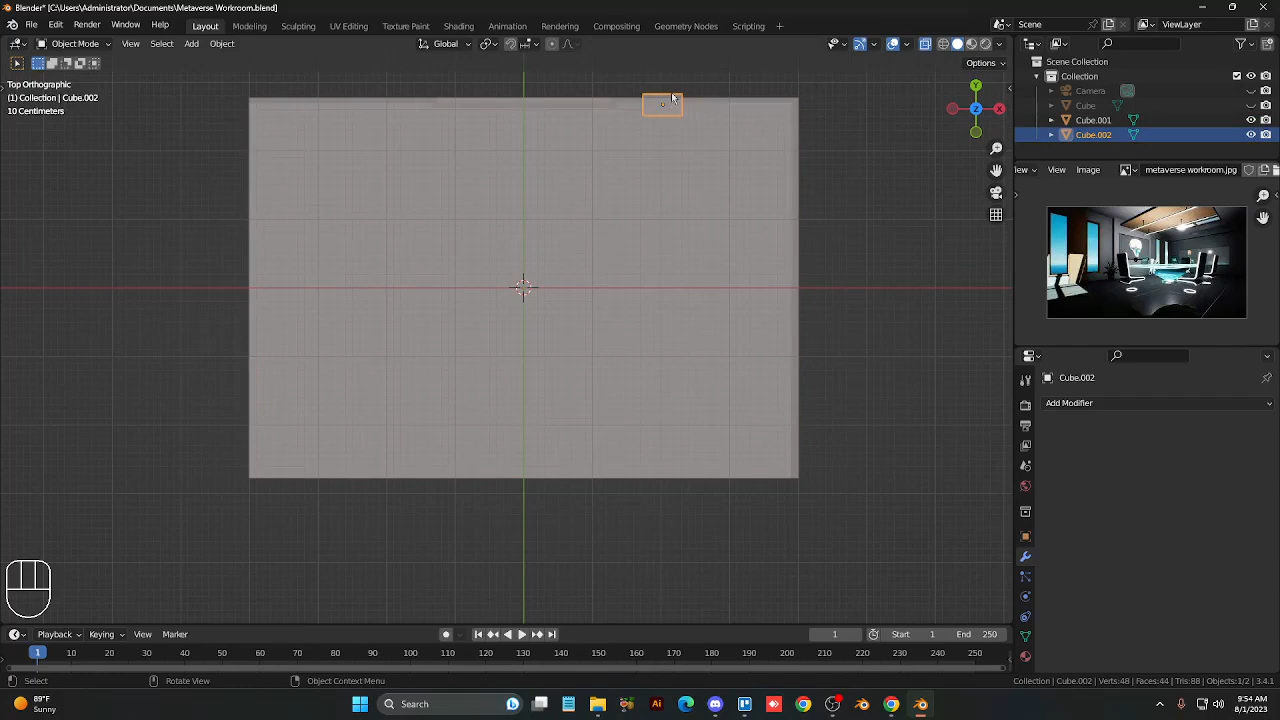 Blender* [C:\Users\Administrator\Documents\Metaverse Workroom.blend]
File Edit Render Window Help Layout Modeling Sculpting UV Editing Texture Paint Shading Animation Rendering Compositing Geometry Nodes Scripting + Scene ViewLayer
Object Mode View Select Add Object Global
Options
Top Orthographic
(1) Collection | Cube.002
10 Centimeters
Y
Z
X
Scene Collection
Collection
Camera
Cube
Cube.001
Cube.002
iew View Image metaverse workroom.jpg
Cube.002
Add Modifier
Playback Keying View Marker 1 Start 1 End 250
1 10 20 30 40 50 60 70 80 90 100 110 120 130 140 150 160 170 180 190 200 210 220 230 240 250
Select Rotate View Object Context Menu Collection | Cube.002 | Verts:48 | Faces:44 | Tris:88 | Objects:1/2 | 3.4.1
89°F
Sunny
Search
9:54 AM
8/1/2023